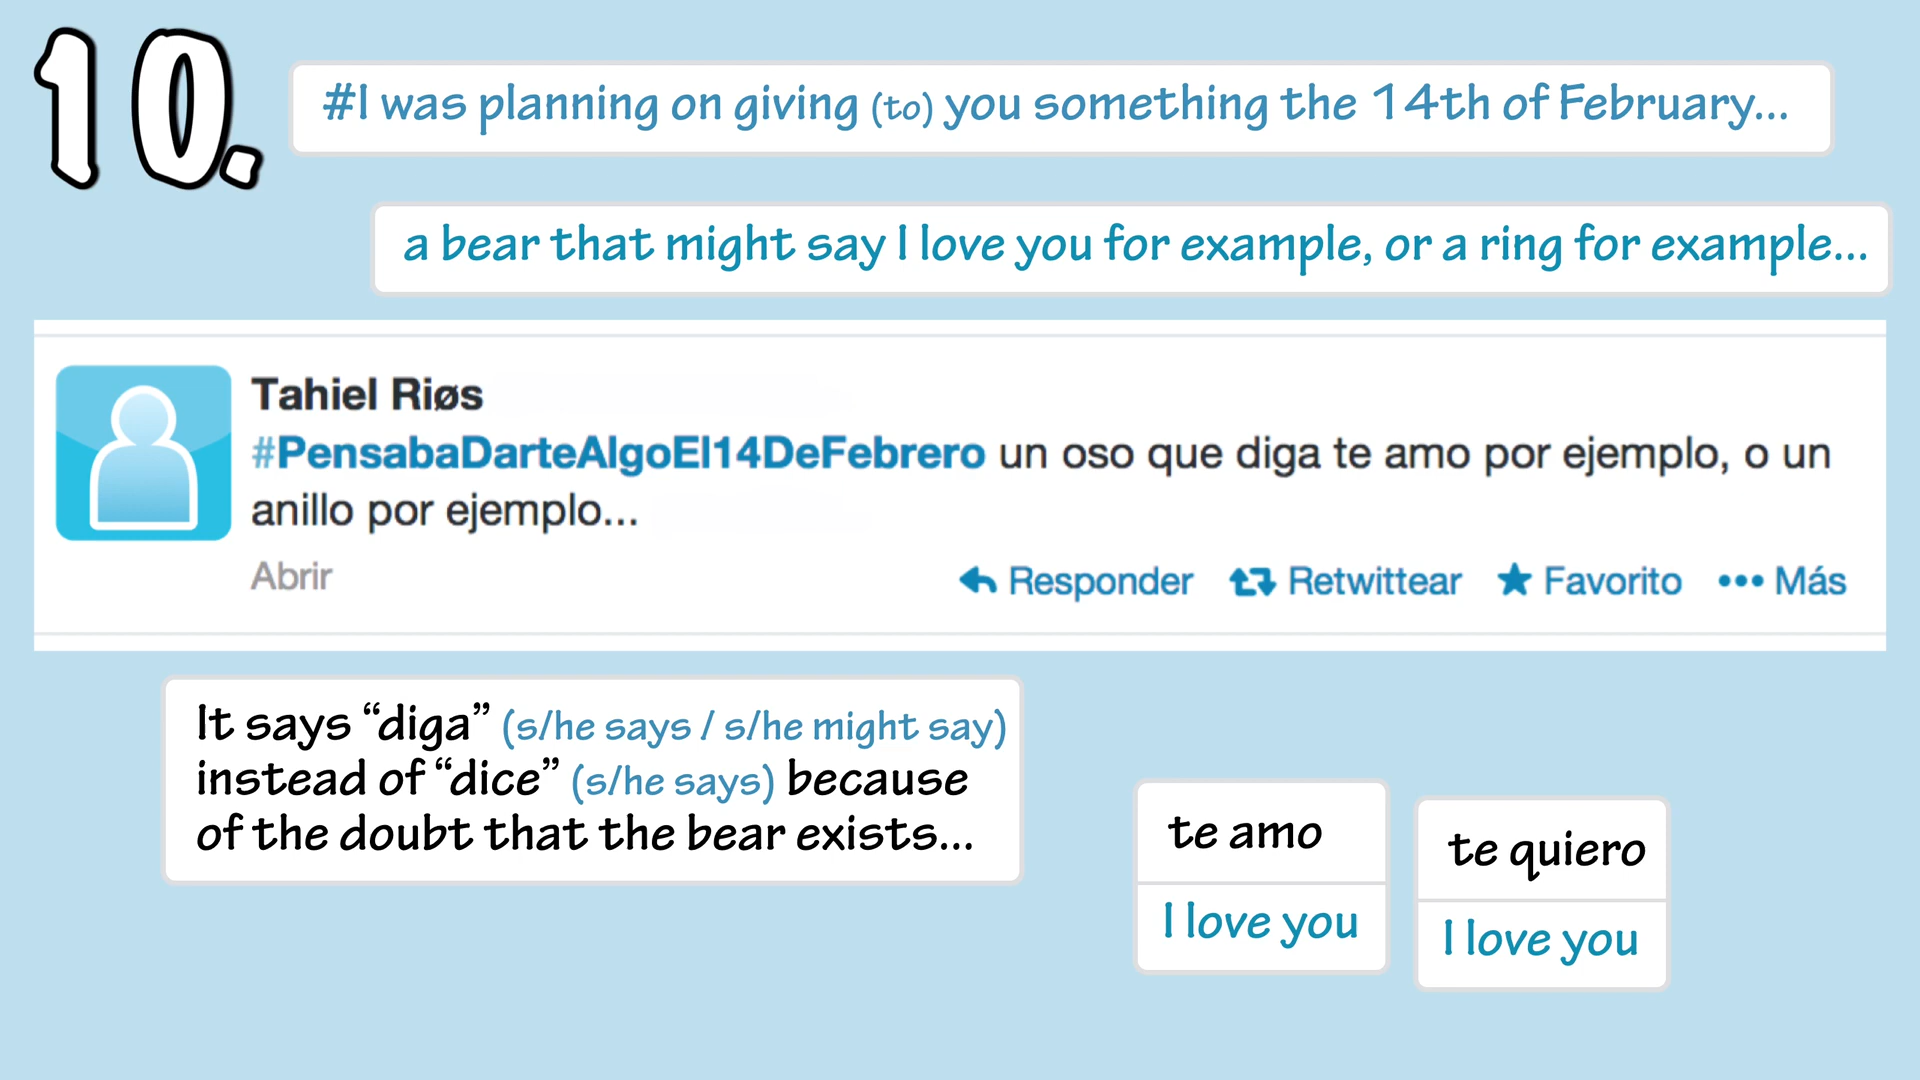 10.
#I was planning on giving (to) you something the 14th of February...
a bear that might say I love you for example, or a ring for example...
Tahiel Riøs
#PensabaDarteAlgoEl14DeFebrero un oso que diga te amo por ejemplo, o un
anillo por ejemplo...
Abrir
Responder Retwittear Favorito ••• Más
It says “diga” (s/he says / s/he might say)
instead of “dice” (s/he says) because
of the doubt that the bear exists...
te amo
I love you
te quiero
I love you